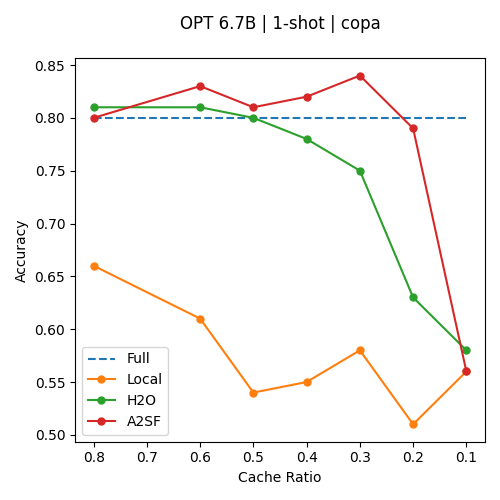 OPT 6.7B | 1-shot | copa
0.85
0.80
0.75
0.70
0.65
0.60
0.55
0.50
Accuracy
Full
Local
H2O
A2SF
0.8 0.7 0.6 0.5 0.4 0.3 0.2 0.1
Cache Ratio